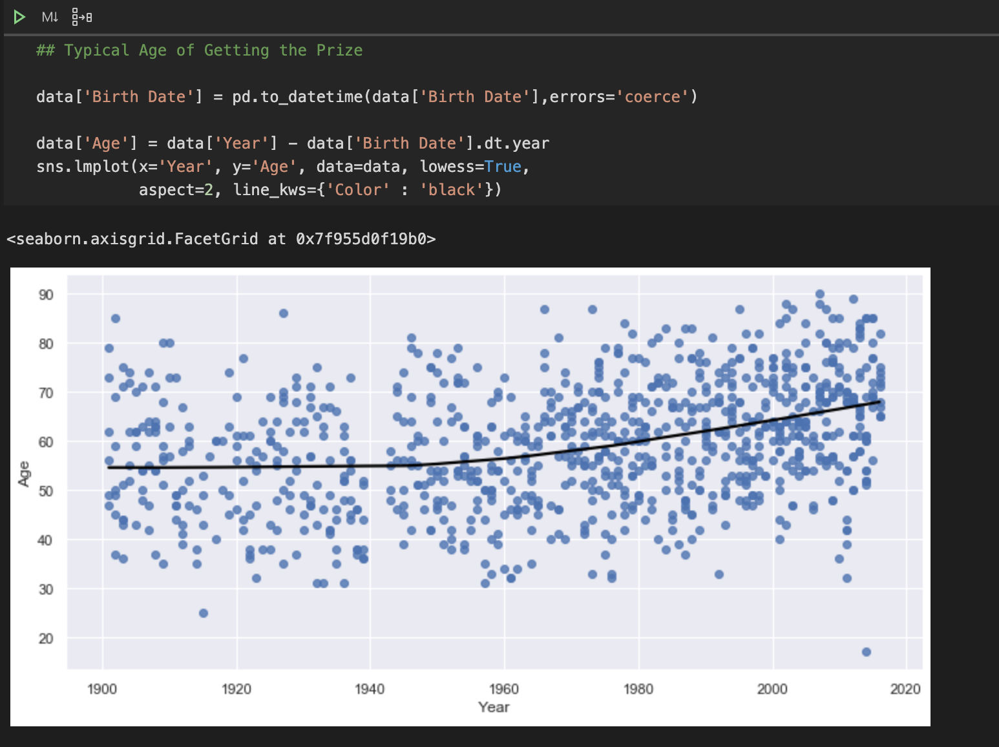 M↓
## Typical Age of Getting the Prize
data['Birth Date'] = pd.to_datetime(data['Birth Date'],errors='coerce')
data['Age'] = data['Year'] - data['Birth Date'].dt.year
sns.lmplot(x='Year', y='Age', data=data, lowess=True,
aspect=2, line_kws={'Color' : 'black'})
<seaborn.axisgrid.FacetGrid at 0x7f955d0f19b0>
90
80
70
60
50
40
30
20
Age
1900 1920 1940 1960 1980 2000 2020
Year